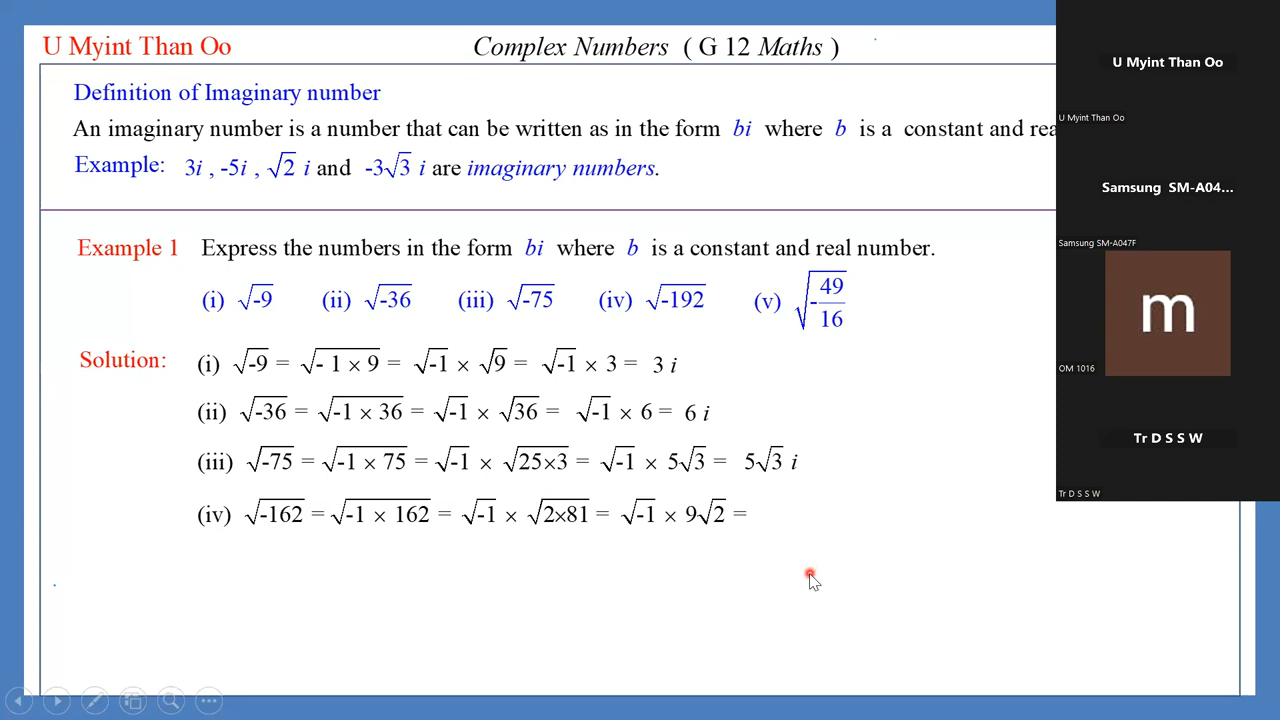 U Myint Than Oo
Complex Numbers ( G 12 Maths )
Definition of Imaginary number
An imaginary number is a number that can be written as in the form bi where b is a constant and rea
Example: 3i , -5i , √2 i and -3√3 i are imaginary numbers.
Example 1 Express the numbers in the form bi where b is a constant and real number.
(i) √-9 (ii) √-36 (iii) √-75 (iv) √-192 (v) √-49/16
Solution: (i) √-9 = √- 1 × 9 = √-1 × √9 = √-1 × 3 = 3 i
(ii) √-36 = √-1 × 36 = √-1 × √36 = √-1 × 6 = 6 i
(iii) √-75 = √-1 × 75 = √-1 × √25×3 = √-1 × 5√3 = 5√3 i
(iv) √-162 = √-1 × 162 = √-1 × √2×81 = √-1 × 9√2 =
U Myint Than Oo
U Myint Than Oo
Samsung SM-A04...
Samsung SM-A047F
m
OM 1016
Tr D S S W
Tr D S S W